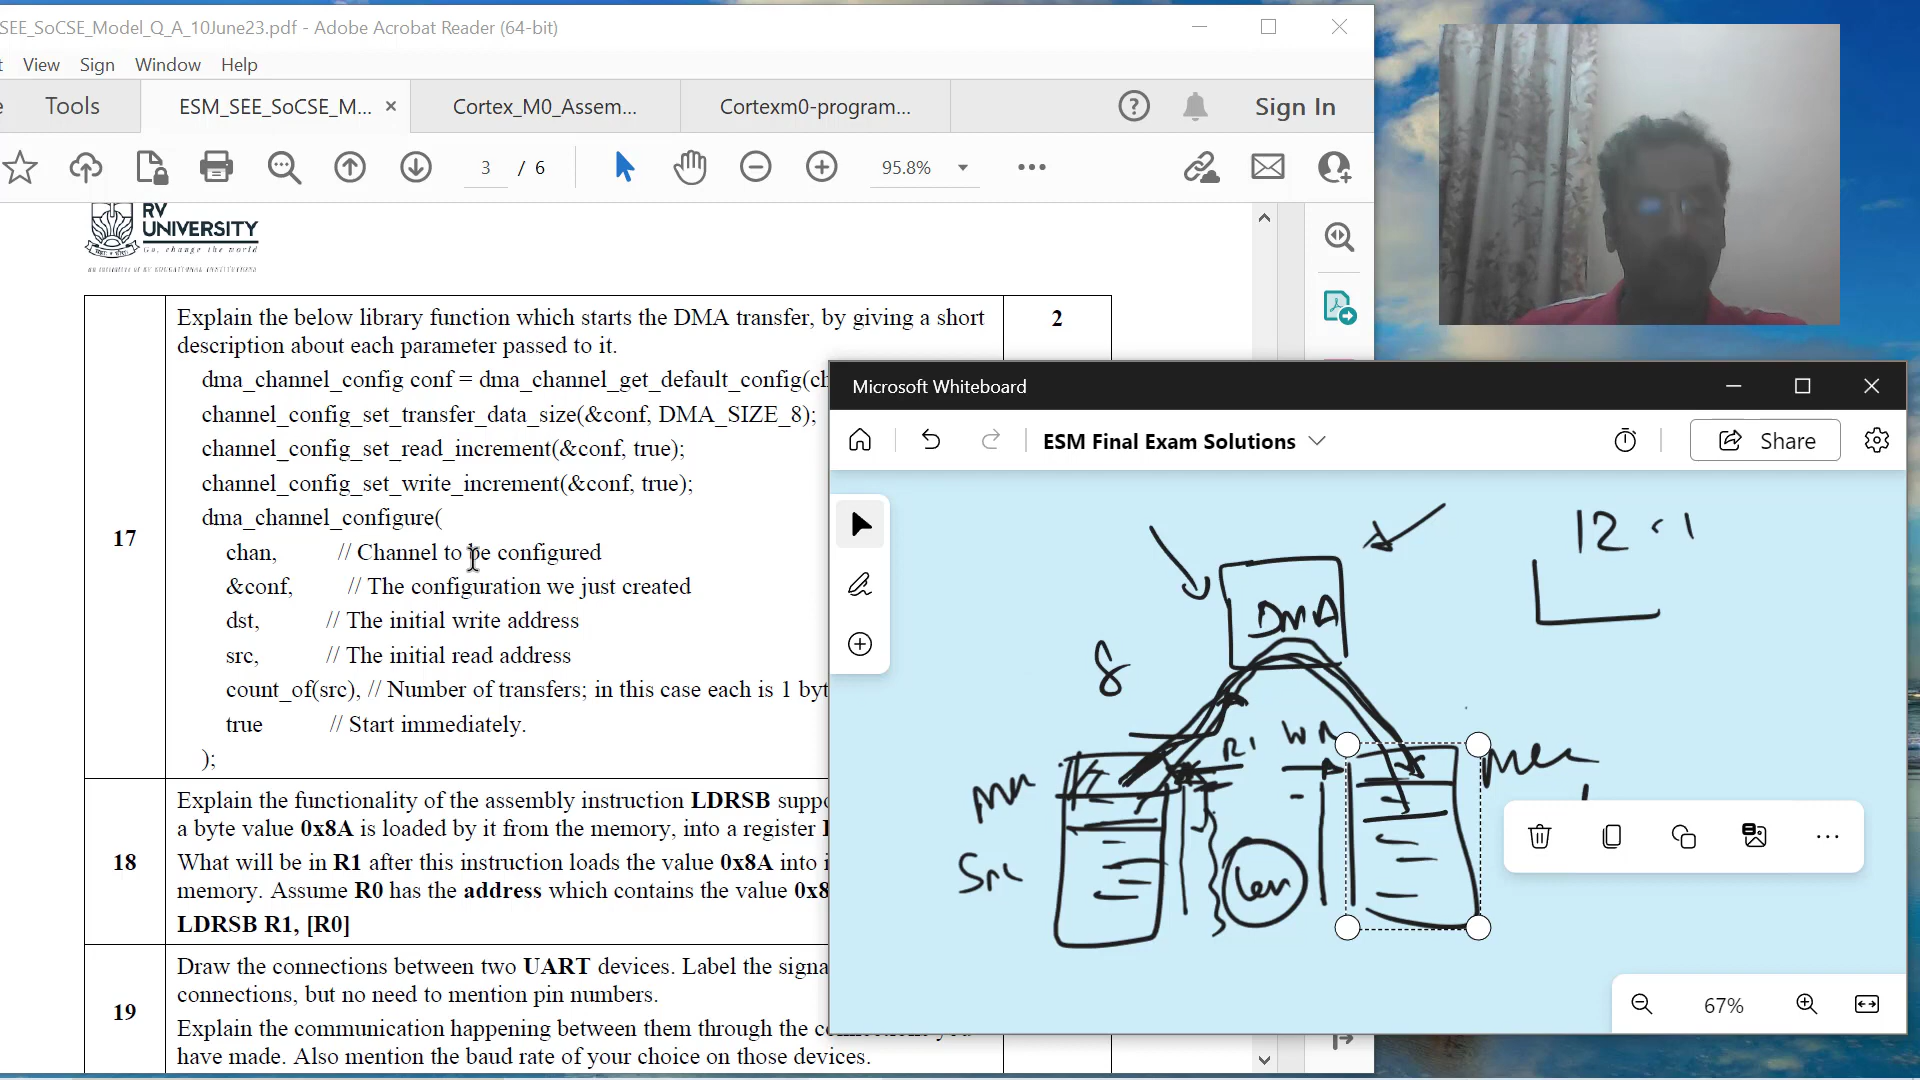 SEE_SoCSE_Model_Q_A_10June23.pdf - Adobe Acrobat Reader (64-bit)
t View Sign Window Help
e Tools ESM_SEE_SoCSE_M... × Cortex_M0_Assem... Cortexm0-program... Sign In
3 / 6 95.8%
RV
UNIVERSITY
Go, change the world
17
Explain the below library function which starts the DMA transfer, by giving a short
description about each parameter passed to it.
2
dma_channel_config conf = dma_channel_get_default_config(ch
channel_config_set_transfer_data_size(&conf, DMA_SIZE_8);
channel_config_set_read_increment(&conf, true);
channel_config_set_write_increment(&conf, true);
dma_channel_configure(
chan, // Channel to be configured
&conf, // The configuration we just created
dst, // The initial write address
src, // The initial read address
count_of(src), // Number of transfers; in this case each is 1 byt
true // Start immediately.
);
18
Explain the functionality of the assembly instruction LDRSB supp
a byte value 0x8A is loaded by it from the memory, into a register
What will be in R1 after this instruction loads the value 0x8A into i
memory. Assume R0 has the address which contains the value 0x8
LDRSB R1, [R0]
19
Draw the connections between two UART devices. Label the signa
connections, but no need to mention pin numbers.
Explain the communication happening between them through the connections you
have made. Also mention the baud rate of your choice on those devices.
Microsoft Whiteboard
ESM Final Exam Solutions
Share
12
DMA
8
Src
len
67%